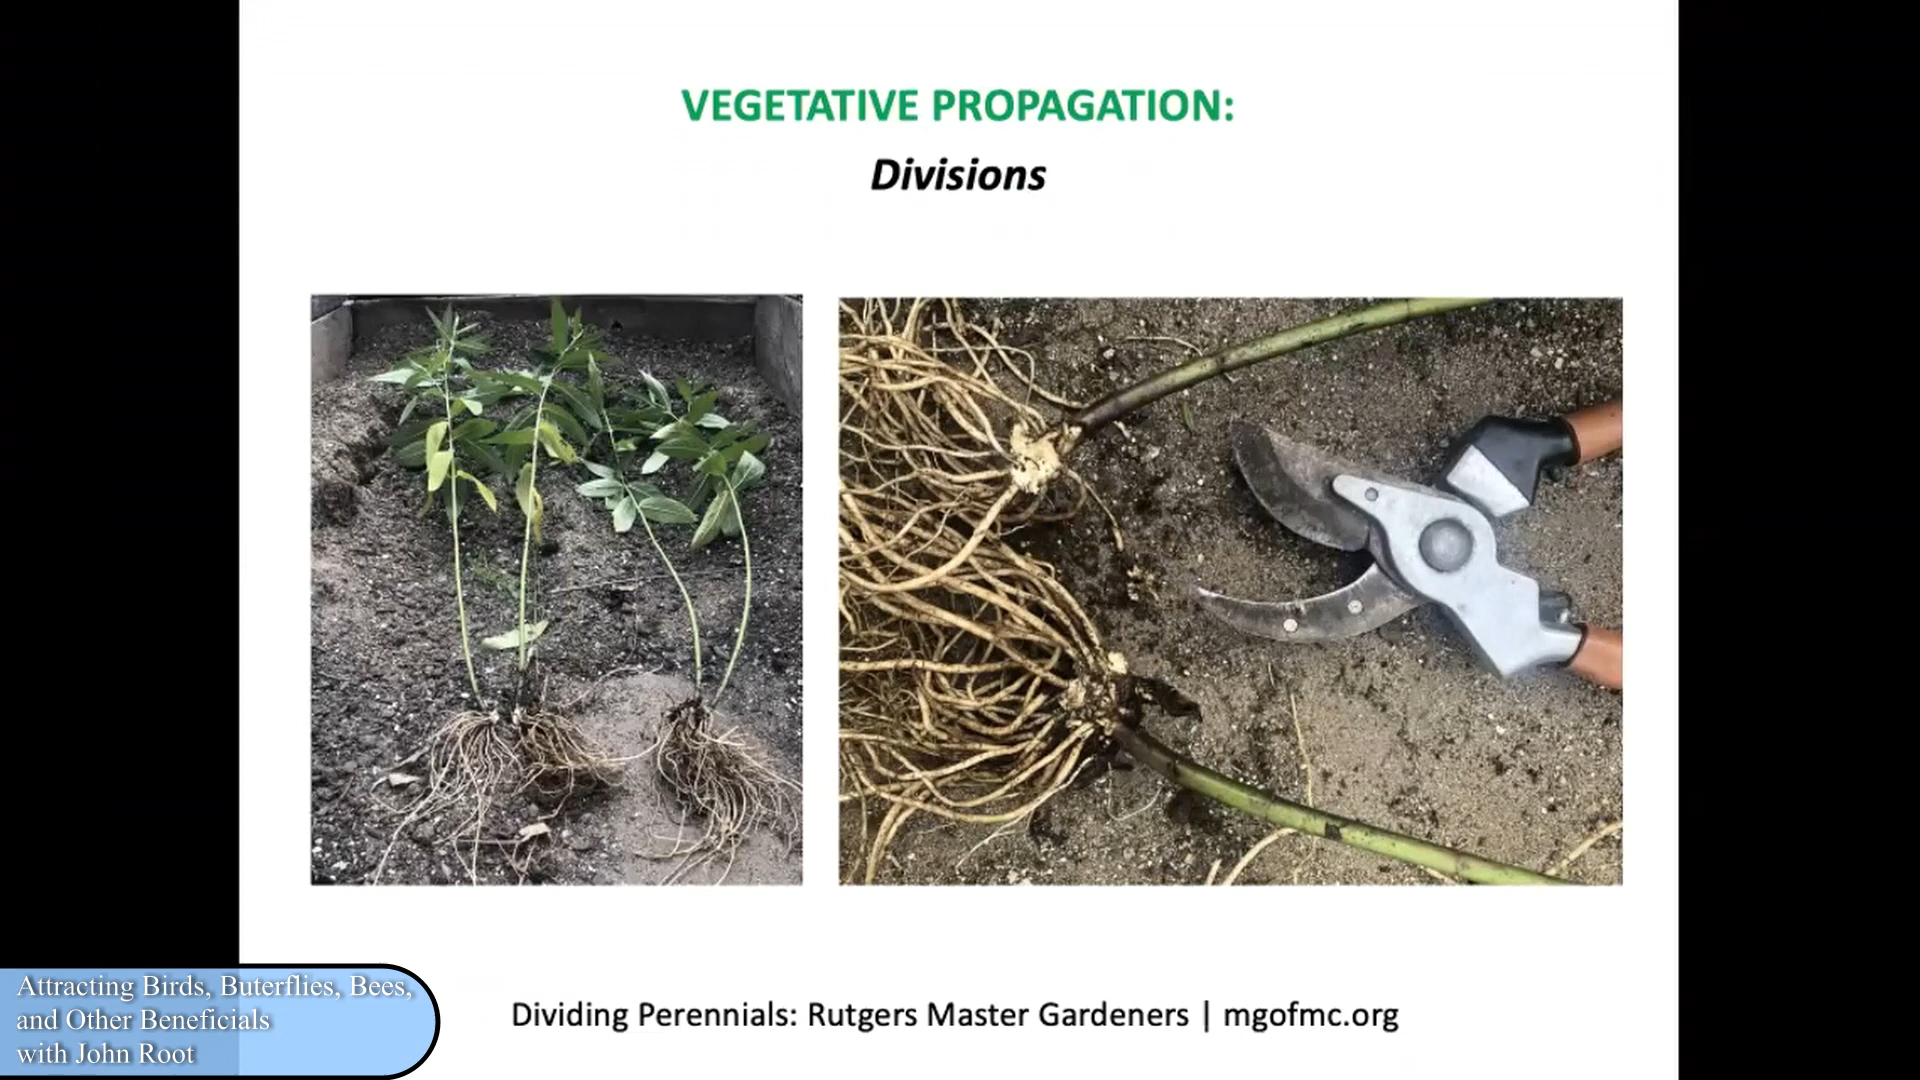 VEGETATIVE PROPAGATION:
Divisions
Dividing Perennials: Rutgers Master Gardeners | mgofmc.org
Attracting Birds, Buterflies, Bees,
and Other Beneficials
with John Root